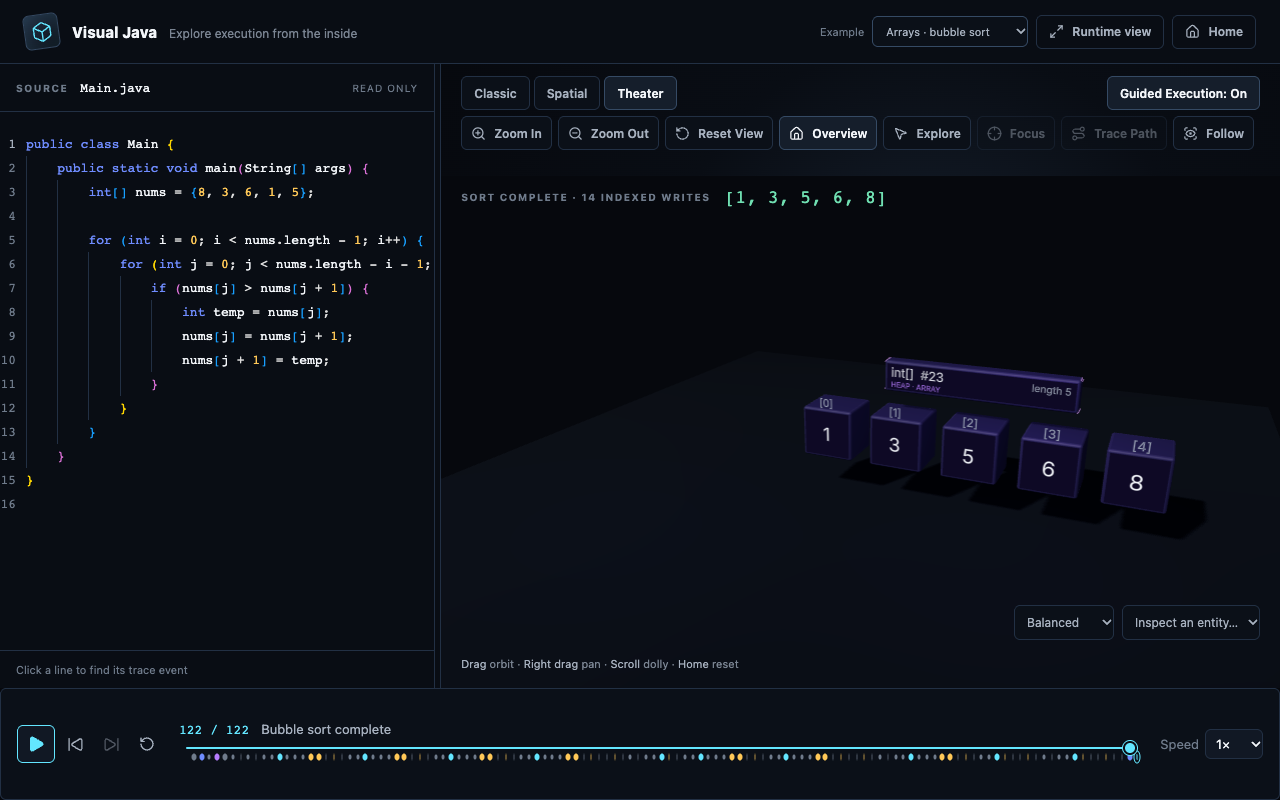 Visual Java
Explore execution from the inside
Example
Arrays · bubble sort
Runtime view
Home
SOURCE Main.java
READ ONLY
1 public class Main {
2 public static void main(String[] args) {
3 int[] nums = {8, 3, 6, 1, 5};
4
5 for (int i = 0; i < nums.length - 1; i++) {
6 for (int j = 0; j < nums.length - i - 1;
7 if (nums[j] > nums[j + 1]) {
8 int temp = nums[j];
9 nums[j] = nums[j + 1];
10 nums[j + 1] = temp;
11 }
12 }
13 }
14 }
15 }
16
Click a line to find its trace event
Classic
Spatial
Theater
Guided Execution: On
Zoom In
Zoom Out
Reset View
Overview
Explore
Focus
Trace Path
Follow
SORT COMPLETE · 14 INDEXED WRITES [1, 3, 5, 6, 8]
int[] #23
HEAP · ARRAY
length 5
[0] [1] [2] [3] [4]
1 3 5 6 8
Balanced
Inspect an entity...
Drag orbit · Right drag pan · Scroll dolly · Home reset
122 / 122 Bubble sort complete
Speed 1×